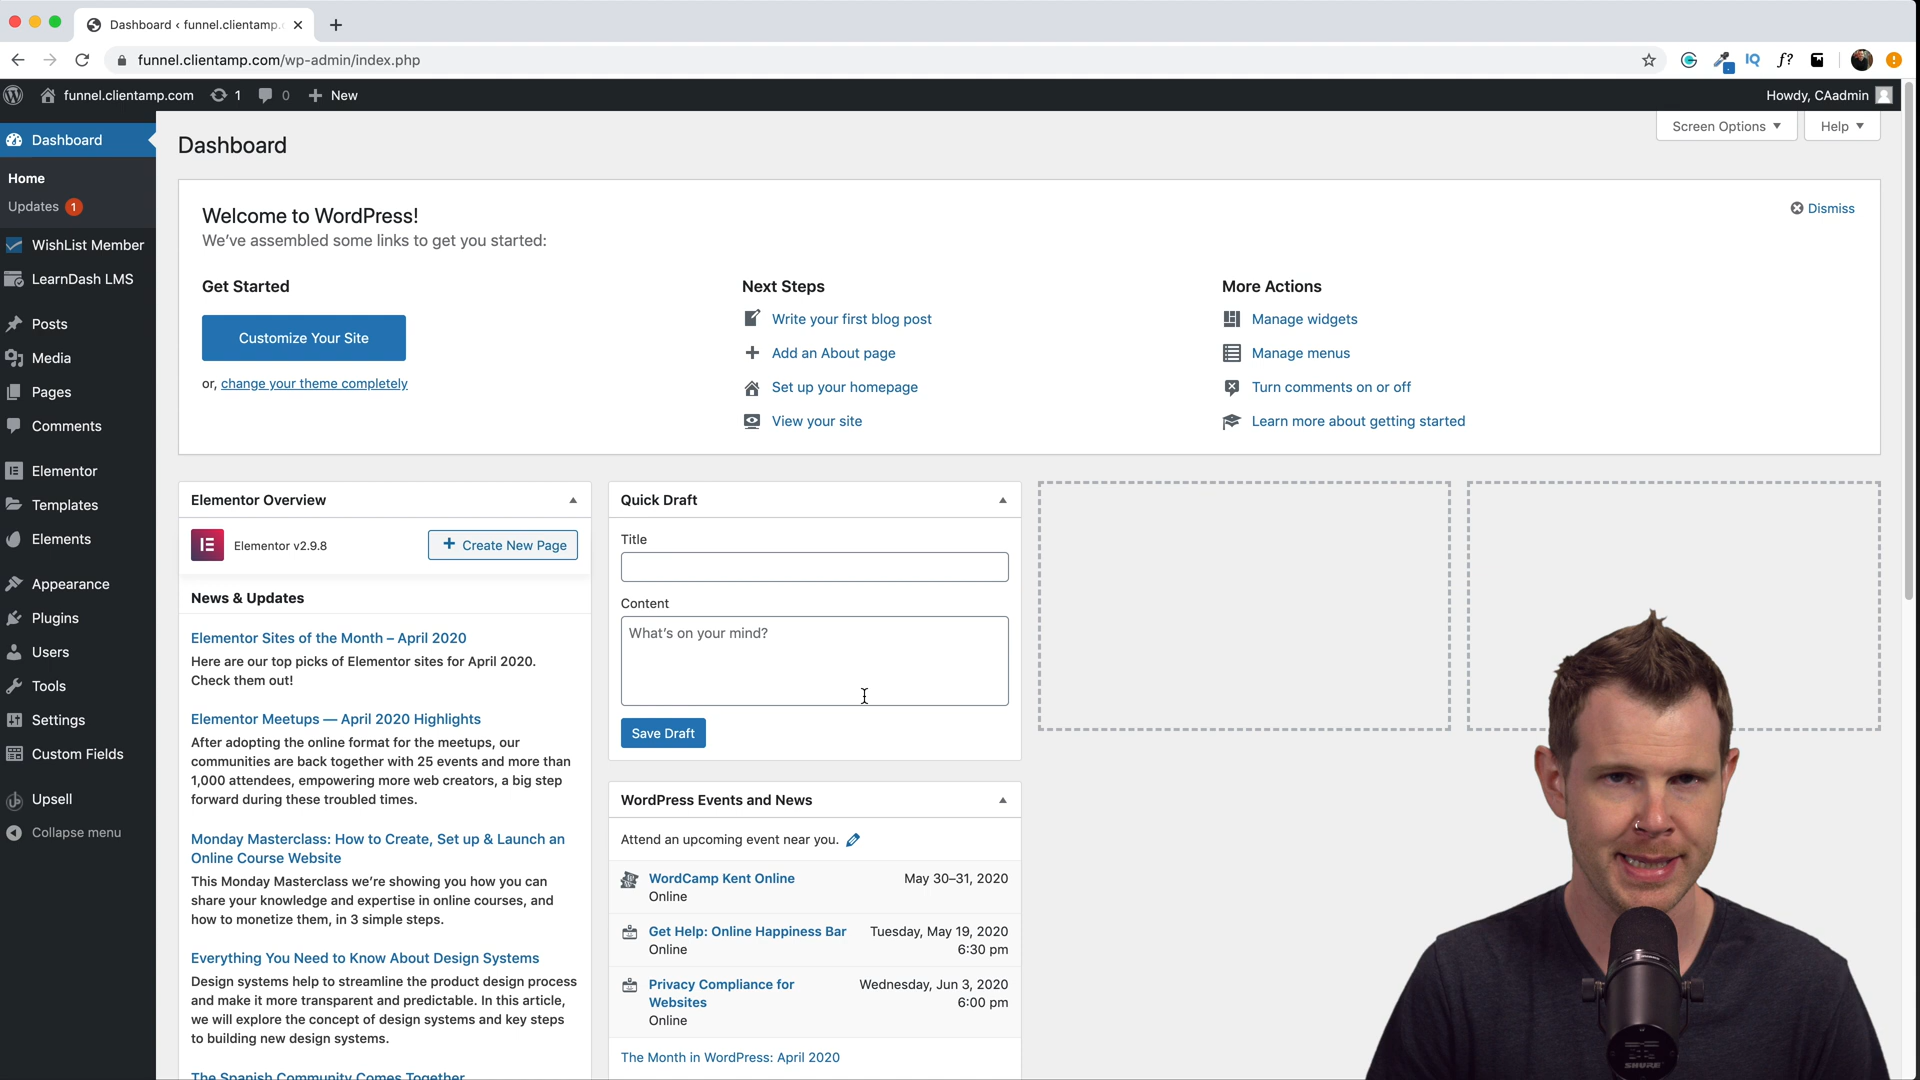 Dashboard ‹ funnel.clientamp.
funnel.clientamp.com/wp-admin/index.php
IQ
f?
funnel.clientamp.com
1
0
New
Howdy, CAadmin
Dashboard
Home
Updates 1
WishList Member
LearnDash LMS
Posts
Media
Pages
Comments
Elementor
Templates
Elements
Appearance
Plugins
Users
Tools
Settings
Custom Fields
Upsell
Collapse menu
Dashboard
Screen Options
Help
Welcome to WordPress!
We've assembled some links to get you started:
Dismiss
Get Started
Customize Your Site
or, change your theme completely
Next Steps
Write your first blog post
Add an About page
Set up your homepage
View your site
More Actions
Manage widgets
Manage menus
Turn comments on or off
Learn more about getting started
Elementor Overview
Elementor v2.9.8
Create New Page
News & Updates
Elementor Sites of the Month – April 2020
Here are our top picks of Elementor sites for April 2020.
Check them out!
Elementor Meetups — April 2020 Highlights
After adopting the online format for the meetups, our
communities are back together with 25 events and more than
1,000 attendees, empowering more web creators, a big step
forward during these troubled times.
Monday Masterclass: How to Create, Set up & Launch an
Online Course Website
This Monday Masterclass we're showing you how you can
share your knowledge and expertise in online courses, and
how to monetize them, in 3 simple steps.
Everything You Need to Know About Design Systems
Design systems help to streamline the product design process
and make it more transparent and predictable. In this article,
we will explore the concept of design systems and key steps
to building new design systems.
The Spanish Community Comes Together
Quick Draft
Title
Content
What's on your mind?
Save Draft
WordPress Events and News
Attend an upcoming event near you.
WordCamp Kent Online
May 30–31, 2020
Online
Get Help: Online Happiness Bar
Tuesday, May 19, 2020
Online
6:30 pm
Privacy Compliance for
Wednesday, Jun 3, 2020
Websites
6:00 pm
Online
The Month in WordPress: April 2020
SHURE